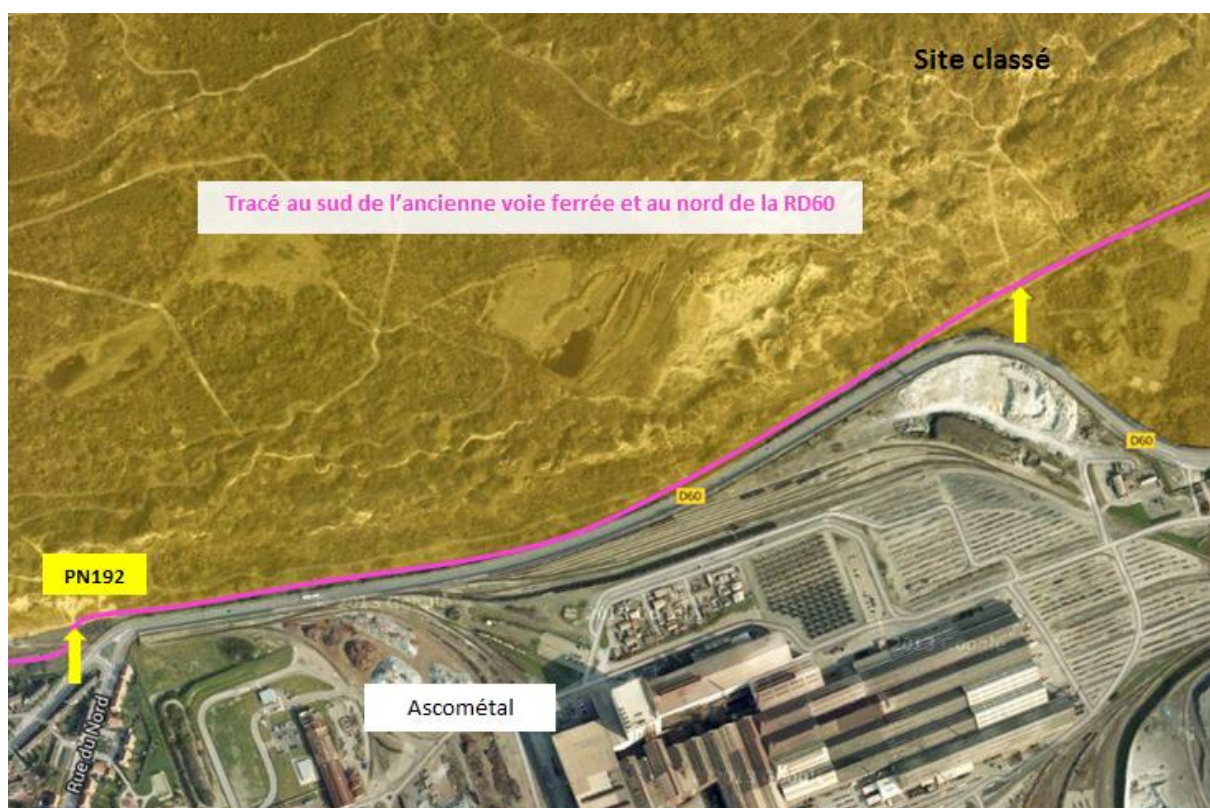 Site classé
Tracé au sud de l'ancienne voie ferrée et au nord de la RD60
D60
D60
PN192
Ascométal
Rue du Nord